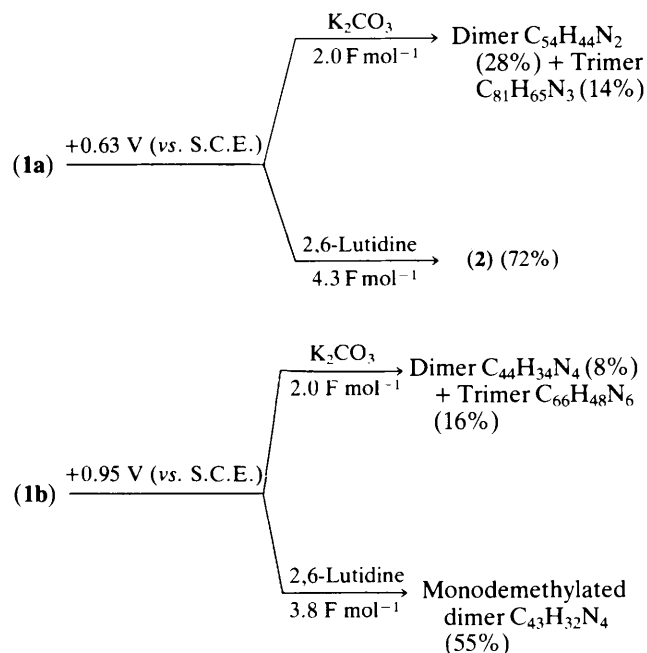 K₂CO₃
2.0 F mol⁻¹
Dimer C₅₄H₄₄N₂
(28%) + Trimer
C₈₁H₆₅N₃ (14%)
(1a)
+0.63 V (vs. S.C.E.)
2,6-Lutidine
4.3 F mol⁻¹
(2) (72%)
K₂CO₃
2.0 F mol⁻¹
Dimer C₄₄H₃₄N₄ (8%)
+ Trimer C₆₆H₄₈N₆
(16%)
(1b)
+0.95 V (vs. S.C.E.)
2,6-Lutidine
3.8 F mol⁻¹
Monodemethylated
dimer C₄₃H₃₂N₄
(55%)